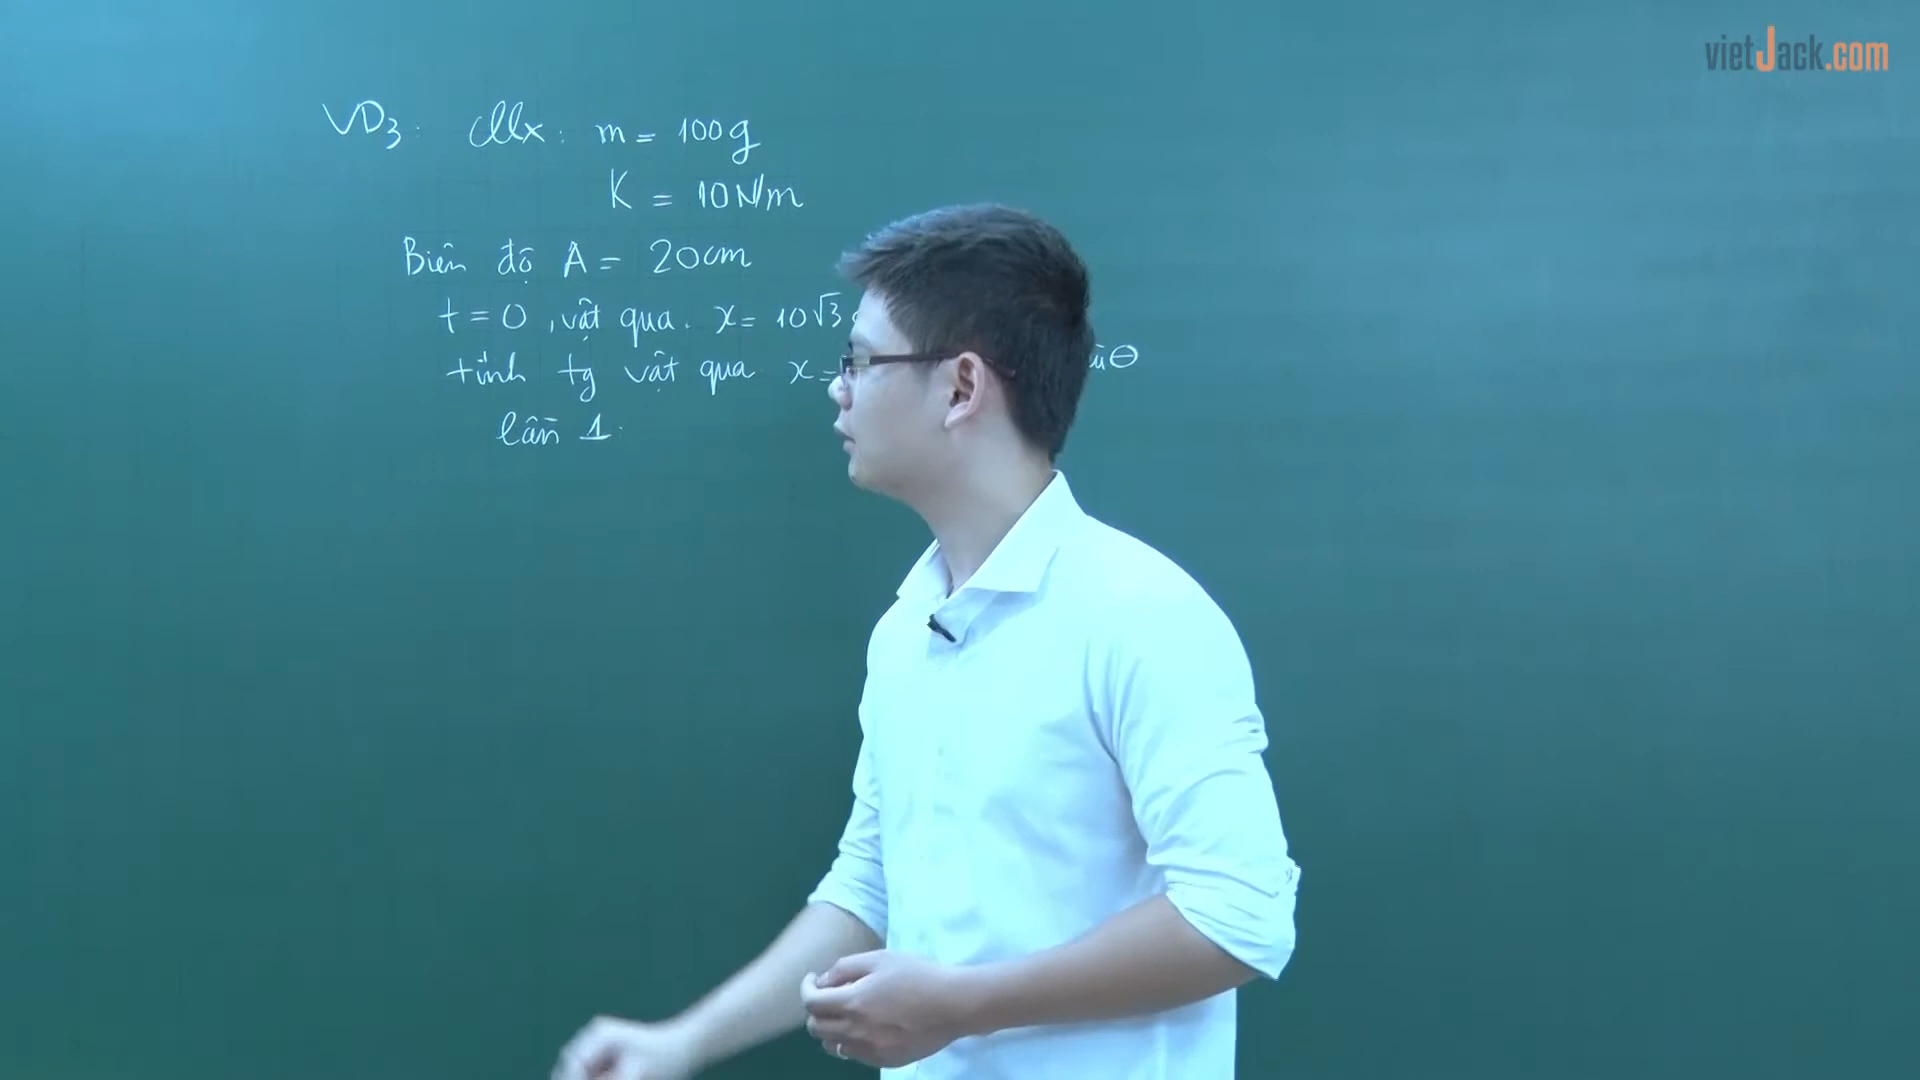 vietJack.com
VD3: CLLx: m = 100g
K = 10N/m
Biên độ A = 20cm
t = 0, vật qua x = 10√3
tính tg vật qua x=
lần 1.